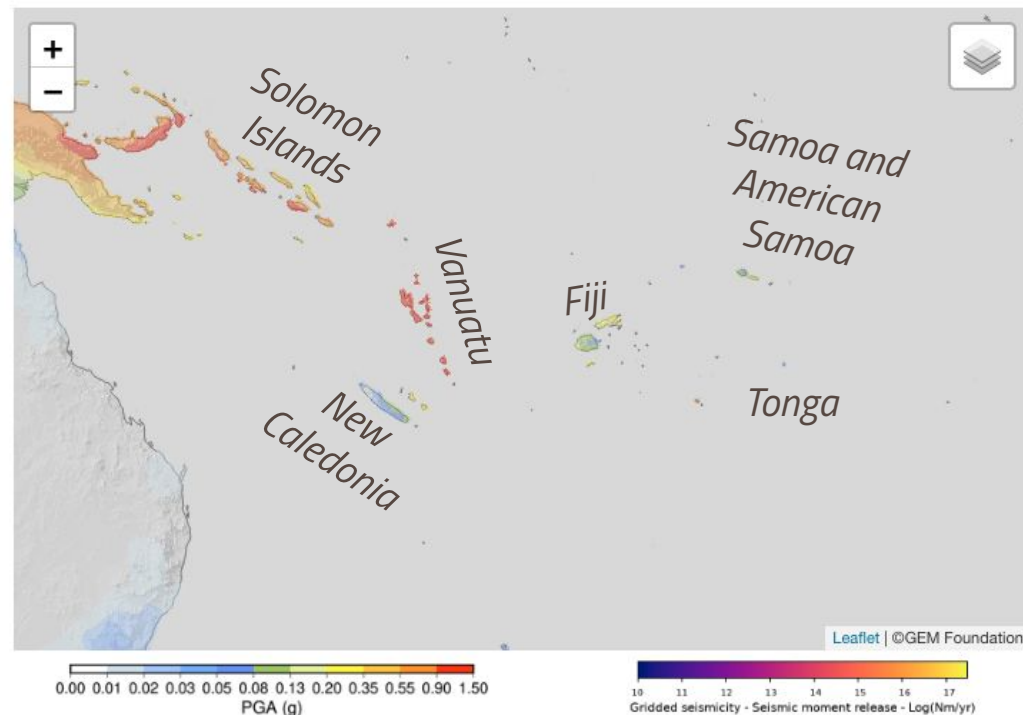 +
−
Solomon
Islands
Samoa and
American
Samoa
Vanuatu
Fiji
Tonga
New
Caledonia
Leaflet | ©GEM Foundation
0.00 0.01 0.02 0.03 0.05 0.08 0.13 0.20 0.35 0.55 0.90 1.50
PGA (g)
10 11 12 13 14 15 16 17
Gridded seismicity - Seismic moment release - Log(Nm/yr)